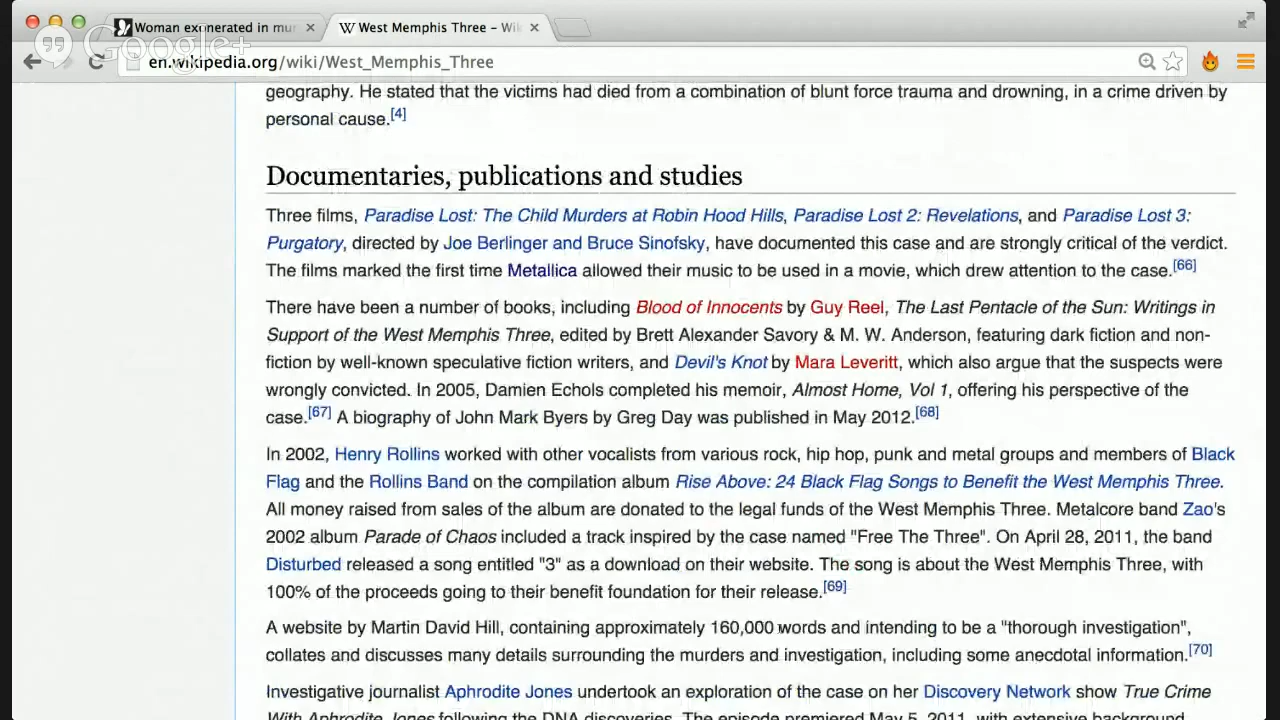 Woman exonerated in mur
West Memphis Three – Wik
Google+
en.wikipedia.org/wiki/West_Memphis_Three
geography. He stated that the victims had died from a combination of blunt force trauma and drowning, in a crime driven by
personal cause.[4]
Documentaries, publications and studies
Three films, Paradise Lost: The Child Murders at Robin Hood Hills, Paradise Lost 2: Revelations, and Paradise Lost 3:
Purgatory, directed by Joe Berlinger and Bruce Sinofsky, have documented this case and are strongly critical of the verdict.
The films marked the first time Metallica allowed their music to be used in a movie, which drew attention to the case.[66]
There have been a number of books, including Blood of Innocents by Guy Reel, The Last Pentacle of the Sun: Writings in
Support of the West Memphis Three, edited by Brett Alexander Savory & M. W. Anderson, featuring dark fiction and non-
fiction by well-known speculative fiction writers, and Devil's Knot by Mara Leveritt, which also argue that the suspects were
wrongly convicted. In 2005, Damien Echols completed his memoir, Almost Home, Vol 1, offering his perspective of the
case.[67] A biography of John Mark Byers by Greg Day was published in May 2012.[68]
In 2002, Henry Rollins worked with other vocalists from various rock, hip hop, punk and metal groups and members of Black
Flag and the Rollins Band on the compilation album Rise Above: 24 Black Flag Songs to Benefit the West Memphis Three.
All money raised from sales of the album are donated to the legal funds of the West Memphis Three. Metalcore band Zao's
2002 album Parade of Chaos included a track inspired by the case named "Free The Three". On April 28, 2011, the band
Disturbed released a song entitled "3" as a download on their website. The song is about the West Memphis Three, with
100% of the proceeds going to their benefit foundation for their release.[69]
A website by Martin David Hill, containing approximately 160,000 words and intending to be a "thorough investigation",
collates and discusses many details surrounding the murders and investigation, including some anecdotal information.[70]
Investigative journalist Aphrodite Jones undertook an exploration of the case on her Discovery Network show True Crime
With Aphrodite Jones following the DNA discoveries. The episode premiered May 5, 2011, with extensive background